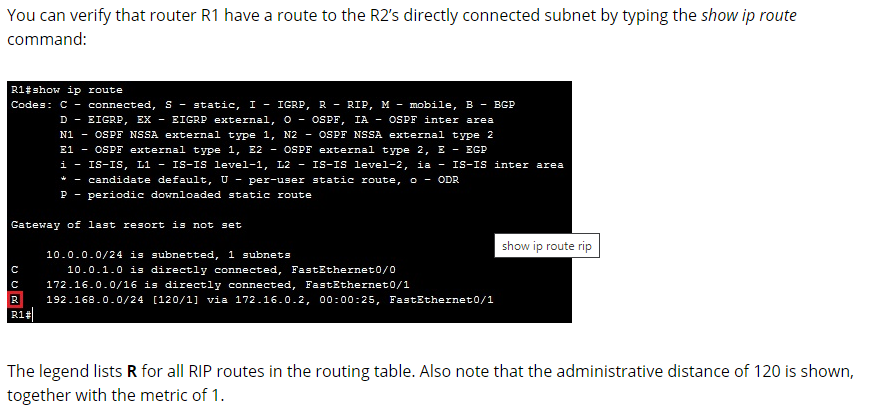 You can verify that router R1 have a route to the R2's directly connected subnet by typing the show ip route
command:
R1#show ip route
Codes: C - connected, S - static, I - IGRP, R - RIP, M - mobile, B - BGP
D - EIGRP, EX - EIGRP external, O - OSPF, IA - OSPF inter area
N1 - OSPF NSSA external type 1, N2 - OSPF NSSA external type 2
E1 - OSPF external type 1, E2 - OSPF external type 2, E - EGP
i - IS-IS, L1 - IS-IS level-1, L2 - IS-IS level-2, ia - IS-IS inter area
* - candidate default, U - per-user static route, o - ODR
P - periodic downloaded static route
Gateway of last resort is not set
show ip route rip
10.0.0.0/24 is subnetted, 1 subnets
C 10.0.1.0 is directly connected, FastEthernet0/0
C 172.16.0.0/16 is directly connected, FastEthernet0/1
R 192.168.0.0/24 [120/1] via 172.16.0.2, 00:00:25, FastEthernet0/1
R1#
The legend lists R for all RIP routes in the routing table. Also note that the administrative distance of 120 is shown,
together with the metric of 1.